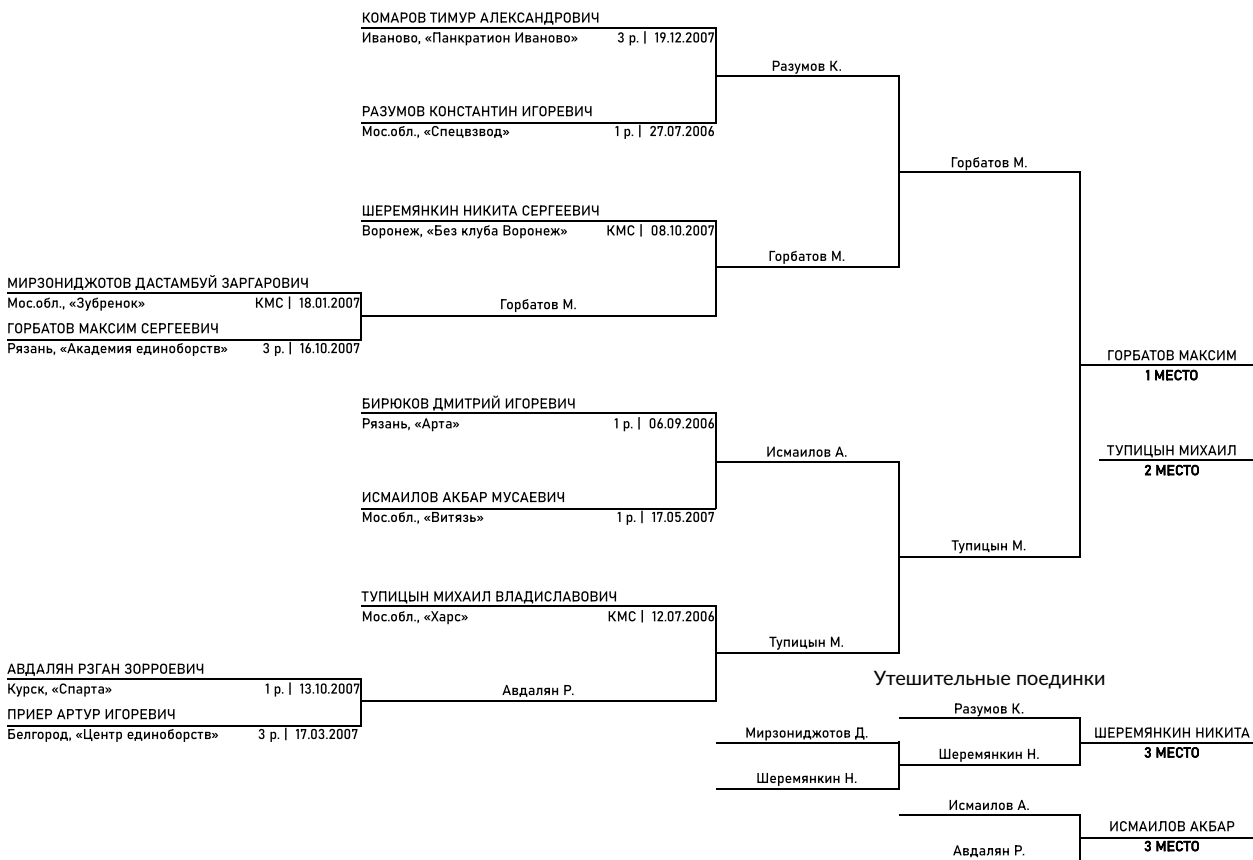 КОМАРОВ ТИМУР АЛЕКСАНДРОВИЧ
Иваново, «Панкратион Иваново» 3 р. | 19.12.2007
Разумов К.
РАЗУМОВ КОНСТАНТИН ИГОРЕВИЧ
Мос.обл., «Спецвзвод» 1 р. | 27.07.2006
Горбатов М.
ШЕРЕМЯНКИН НИКИТА СЕРГЕЕВИЧ
Воронеж, «Без клуба Воронеж» КМС | 08.10.2007
Горбатов М.
МИРЗОНИДЖОТОВ ДАСТАМБУЙ ЗАРГАРОВИЧ
Мос.обл., «Зубренок» КМС | 18.01.2007
Горбатов М.
ГОРБАТОВ МАКСИМ СЕРГЕЕВИЧ
Рязань, «Академия единоборств» 3 р. | 16.10.2007
ГОРБАТОВ МАКСИМ
1 МЕСТО
БИРЮКОВ ДМИТРИЙ ИГОРЕВИЧ
Рязань, «Арта» 1 р. | 06.09.2006
Исмаилов А.
ТУПИЦЫН МИХАИЛ
2 МЕСТО
ИСМАИЛОВ АКБАР МУСАЕВИЧ
Мос.обл., «Витязь» 1 р. | 17.05.2007
Тупицын М.
ТУПИЦЫН МИХАИЛ ВЛАДИСЛАВОВИЧ
Мос.обл., «Харс» КМС | 12.07.2006
Тупицын М.
АВДАЛЯН РЗГАН ЗОРРОЕВИЧ
Курск, «Спарта» 1 р. | 13.10.2007
Авдалян Р.
ПРИЕР АРТУР ИГОРЕВИЧ
Белгород, «Центр единоборств» 3 р. | 17.03.2007
Утешительные поединки
Разумов К.
Мирзониджотов Д.
ШЕРЕМЯНКИН НИКИТА
3 МЕСТО
Шеремянкин Н.
Шеремянкин Н.
Исмаилов А.
ИСМАИЛОВ АКБАР
3 МЕСТО
Авдалян Р.